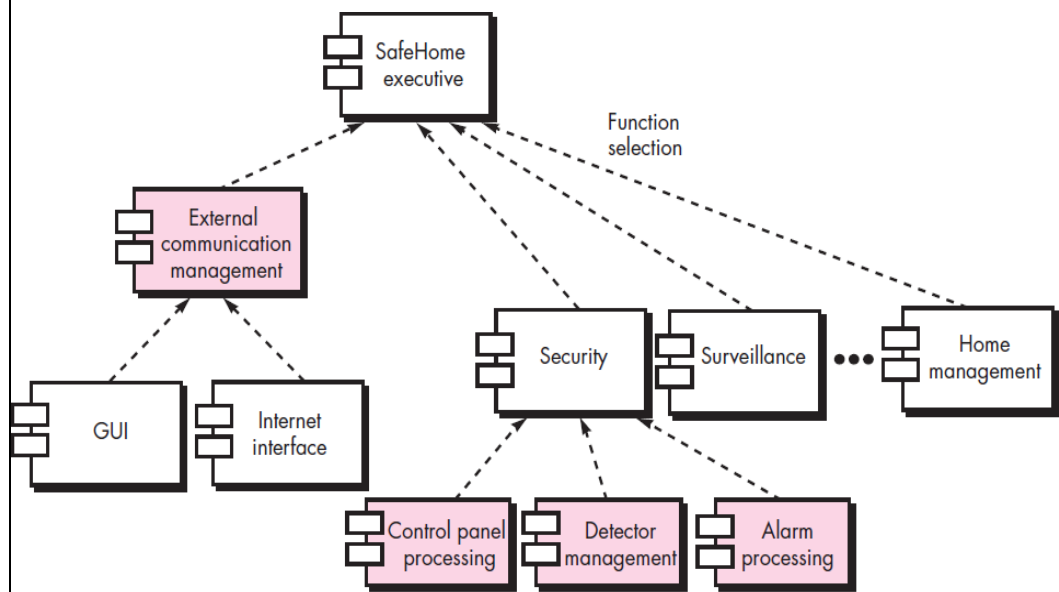 SafeHome
executive
Function
selection
External
communication
management
Security
Surveillance
Home
management
GUI
Internet
interface
Control panel
processing
Detector
management
Alarm
processing